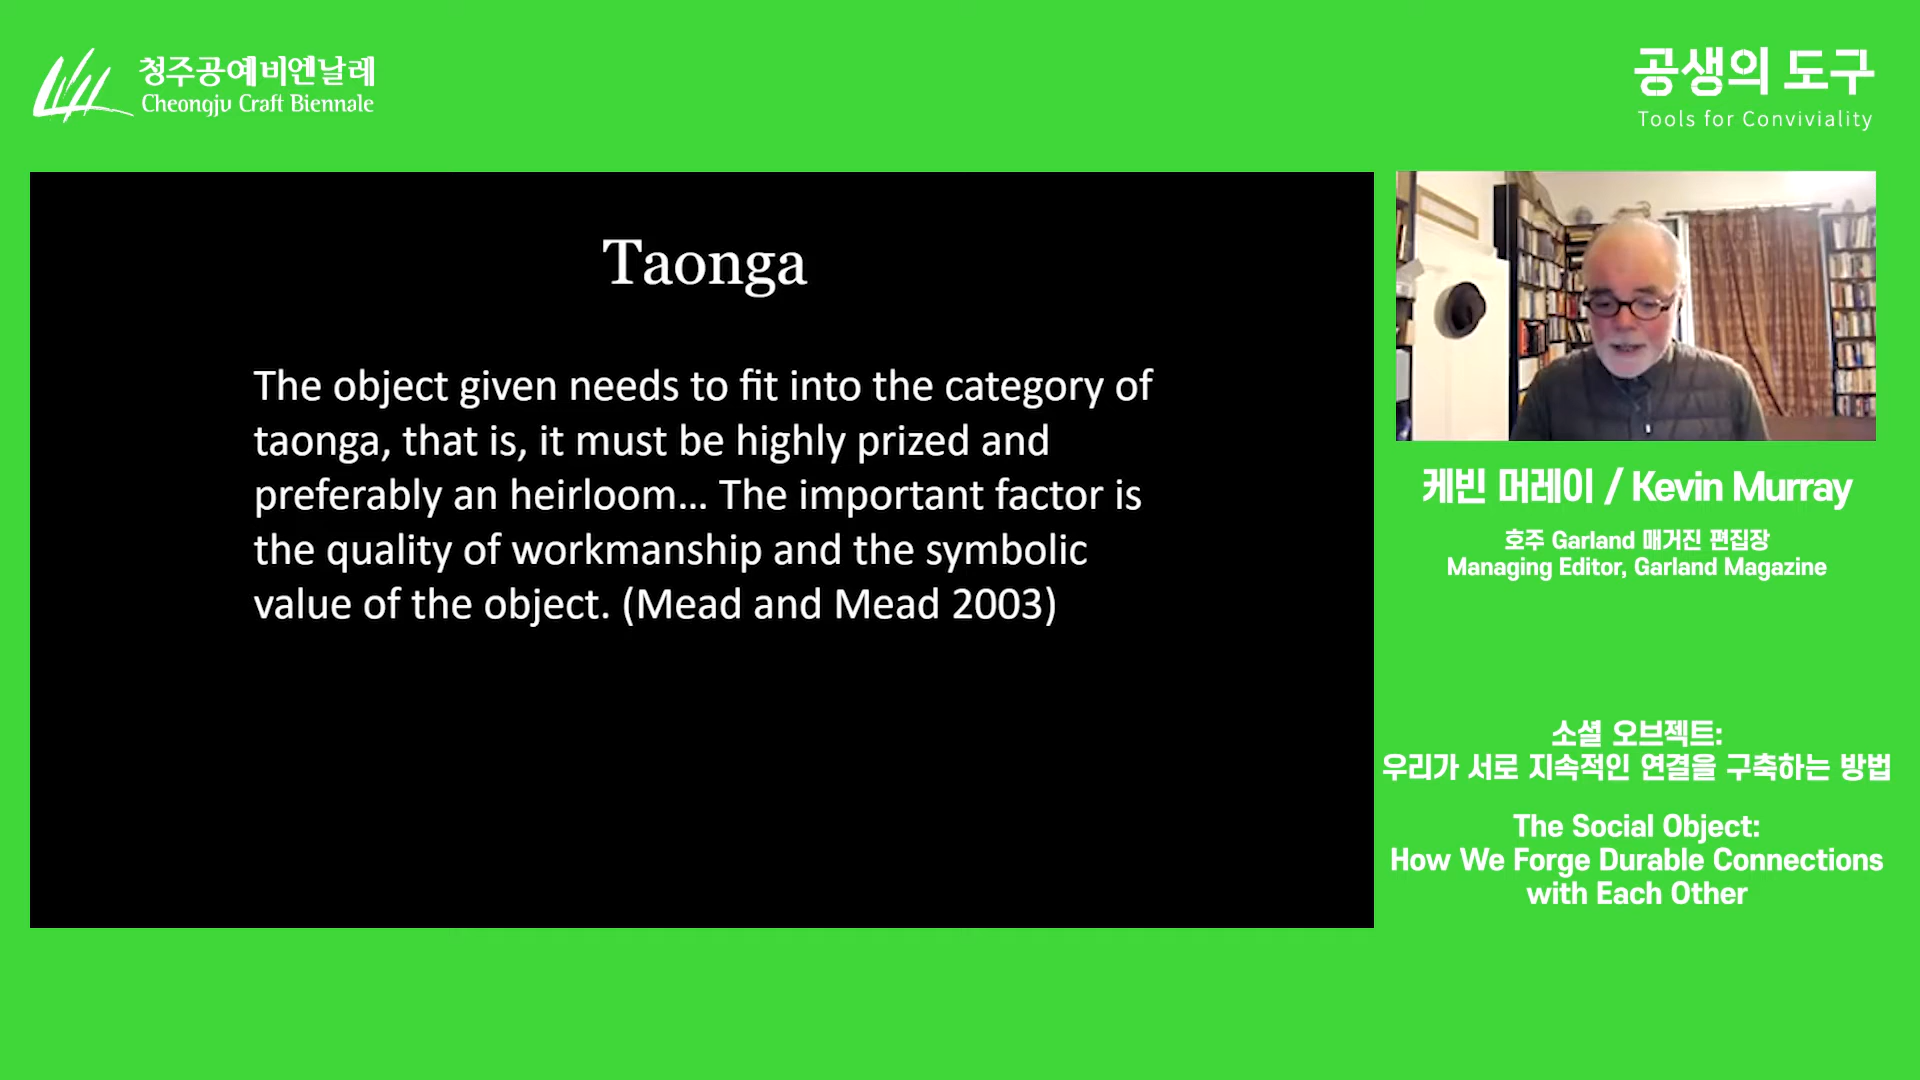 청주공예비엔날레
Cheongju Craft Biennale
공생의 도구
Tools for Conviviality
Taonga
The object given needs to fit into the category of
taonga, that is, it must be highly prized and
preferably an heirloom... The important factor is
the quality of workmanship and the symbolic
value of the object. (Mead and Mead 2003)
케빈 머레이 / Kevin Murray
호주 Garland 매거진 편집장
Managing Editor, Garland Magazine
소셜 오브젝트:
우리가 서로 지속적인 연결을 구축하는 방법
The Social Object:
How We Forge Durable Connections
with Each Other